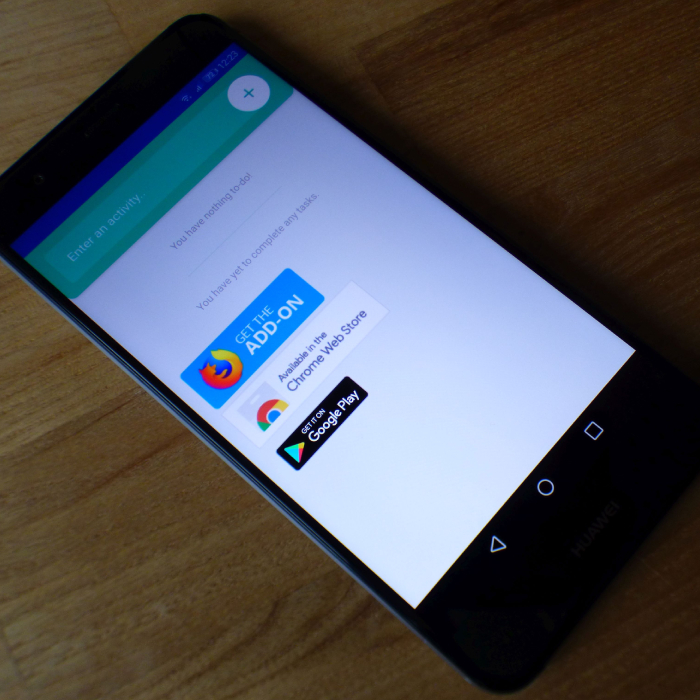 12:23
+
Enter an activity..
You have nothing to do!
You have yet to complete any tasks.
GET THE
ADD-ON
Available in the
Chrome Web Store
GET IT ON
Google Play
HUAWEI